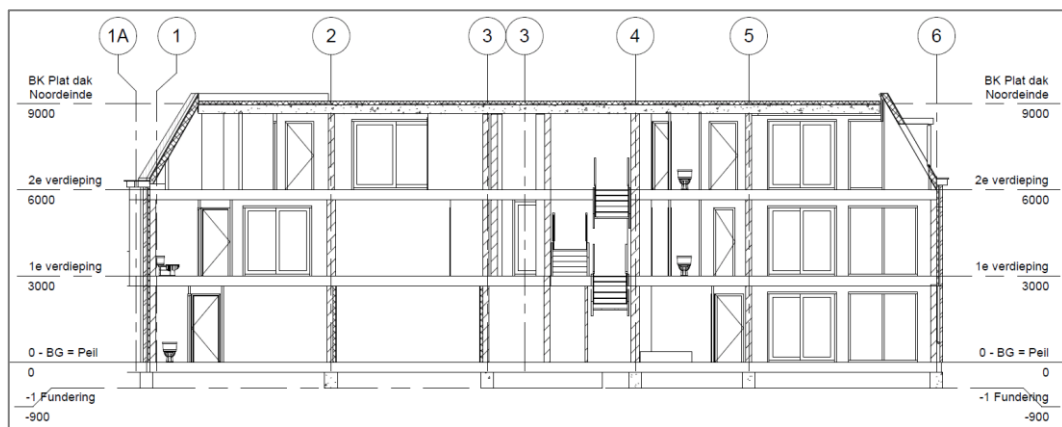 1A 1 2 3 3 4 5 6
BK Plat dak
Noordeinde
9000
BK Plat dak
Noordeinde
9000
2e verdieping
6000
2e verdieping
6000
1e verdieping
3000
1e verdieping
3000
0 - BG = Peil
0
0 - BG = Peil
0
-1 Fundering
-900
-1 Fundering
-900